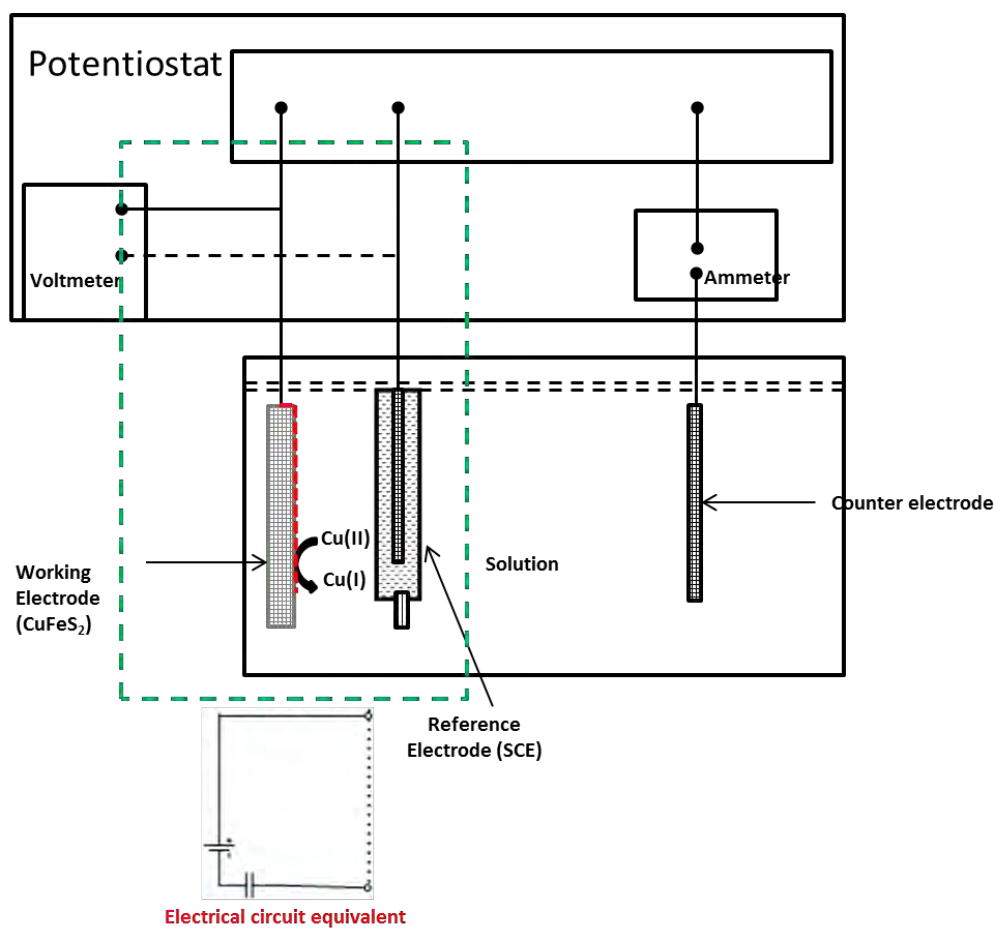 Potentiostat
Voltmeter
Ammeter
Counter electrode
Cu(II)
Cu(I)
Solution
Working
Electrode
(CuFeS₂)
Reference
Electrode (SCE)
Electrical circuit equivalent